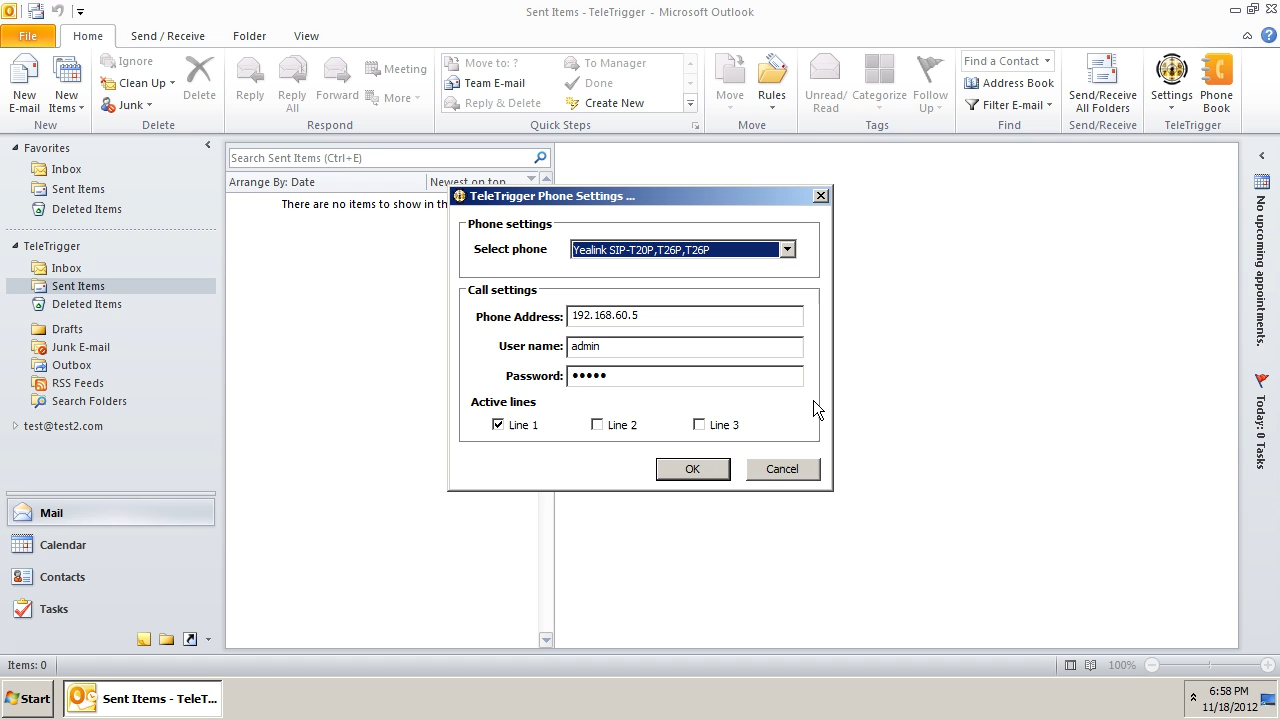 Sent Items - TeleTrigger - Microsoft Outlook
File Home Send / Receive Folder View
New E-mail
New Items
New
Ignore
Clean Up
Junk
Delete
Delete
Reply
Reply All
Forward
Meeting
More
Respond
Move to: ?
Team E-mail
Reply & Delete
To Manager
Done
Create New
Quick Steps
Move
Rules
Move
Unread/ Read
Categorize
Follow Up
Tags
Find a Contact
Address Book
Filter E-mail
Find
Send/Receive All Folders
Send/Receive
Settings
Phone Book
TeleTrigger
Favorites
Inbox
Sent Items
Deleted Items
TeleTrigger
Inbox
Sent Items
Deleted Items
Drafts
Junk E-mail
Outbox
RSS Feeds
Search Folders
test@test2.com
Mail
Calendar
Contacts
Tasks
Search Sent Items (Ctrl+E)
Arrange By: Date Newest on top
There are no items to show in th
TeleTrigger Phone Settings ...
Phone settings
Select phone Yealink SIP-T20P,T26P,T26P
Call settings
Phone Address: 192.168.60.5
User name: admin
Password: •••••
Active lines
Line 1 Line 2 Line 3
OK Cancel
No upcoming appointments.
Today: 0 Tasks
Items: 0
100%
Start
Sent Items - TeleT...
6:58 PM
11/18/2012